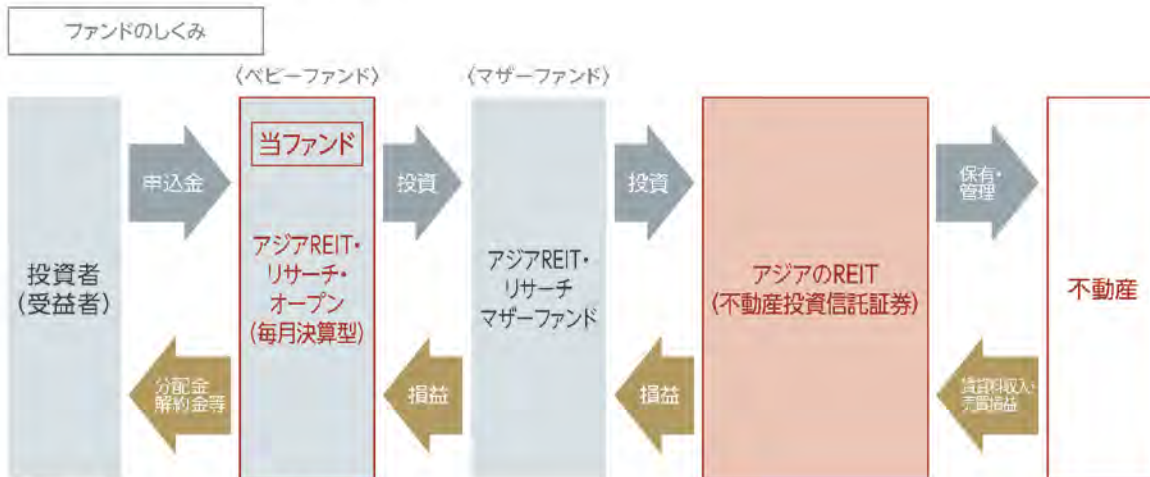 ファンドのしくみ
〈ベビーファンド〉
〈マザーファンド〉
投資者
(受益者)
申込金
分配金
解約金等
当ファンド
アジアREIT・
リサーチ・
オープン
(毎月決算型)
投資
損益
アジアREIT・
リサーチ
マザーファンド
投資
損益
アジアのREIT
(不動産投資信託証券)
保有・
管理
賃貸料収入・
売買損益
不動産